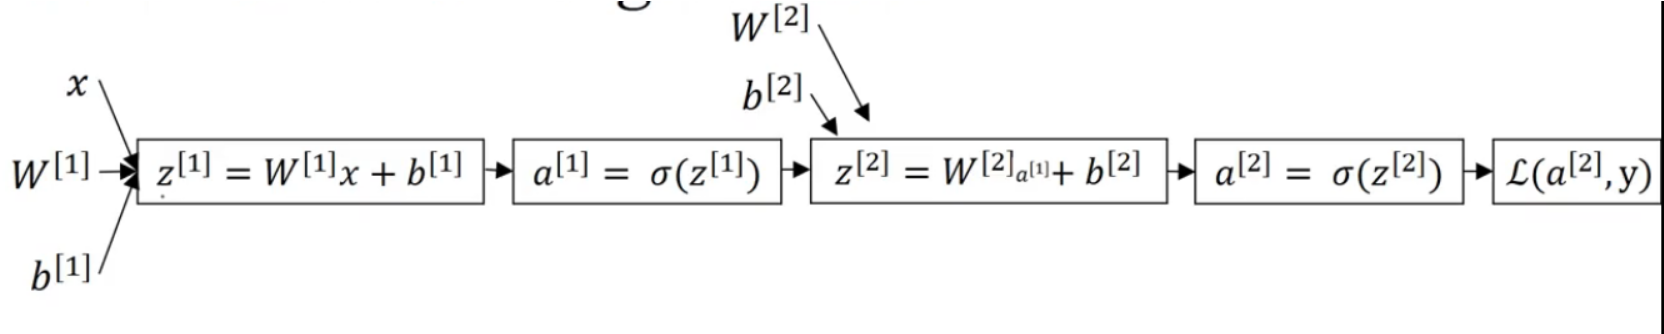 W^[2]
x
b^[2]
W^[1]
z^[1] = W^[1]x + b^[1]
a^[1] = σ(z^[1])
z^[2] = W^[2]a^[1] + b^[2]
a^[2] = σ(z^[2])
ℒ(a^[2], y)
b^[1]